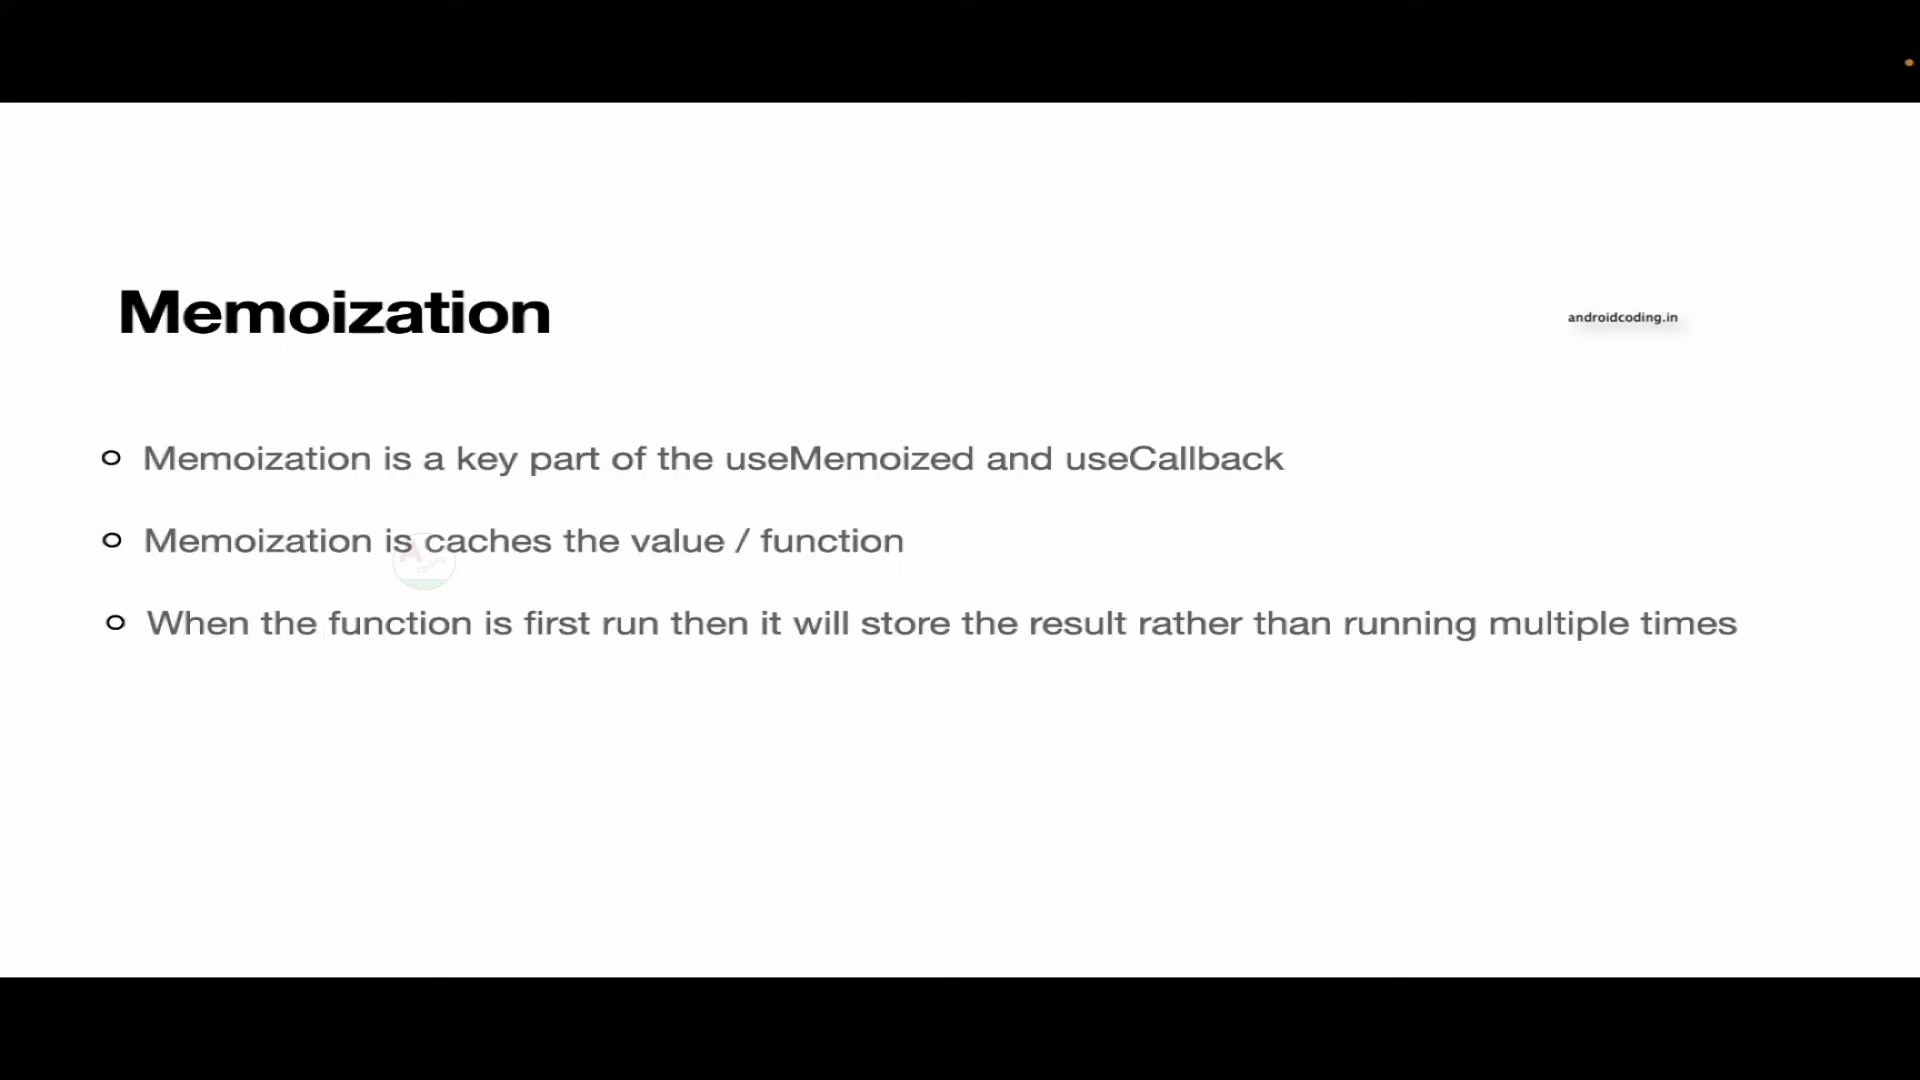 Memoization
androidcoding.in
Memoization is a key part of the useMemoized and useCallback
Memoization is caches the value / function
When the function is first run then it will store the result rather than running multiple times